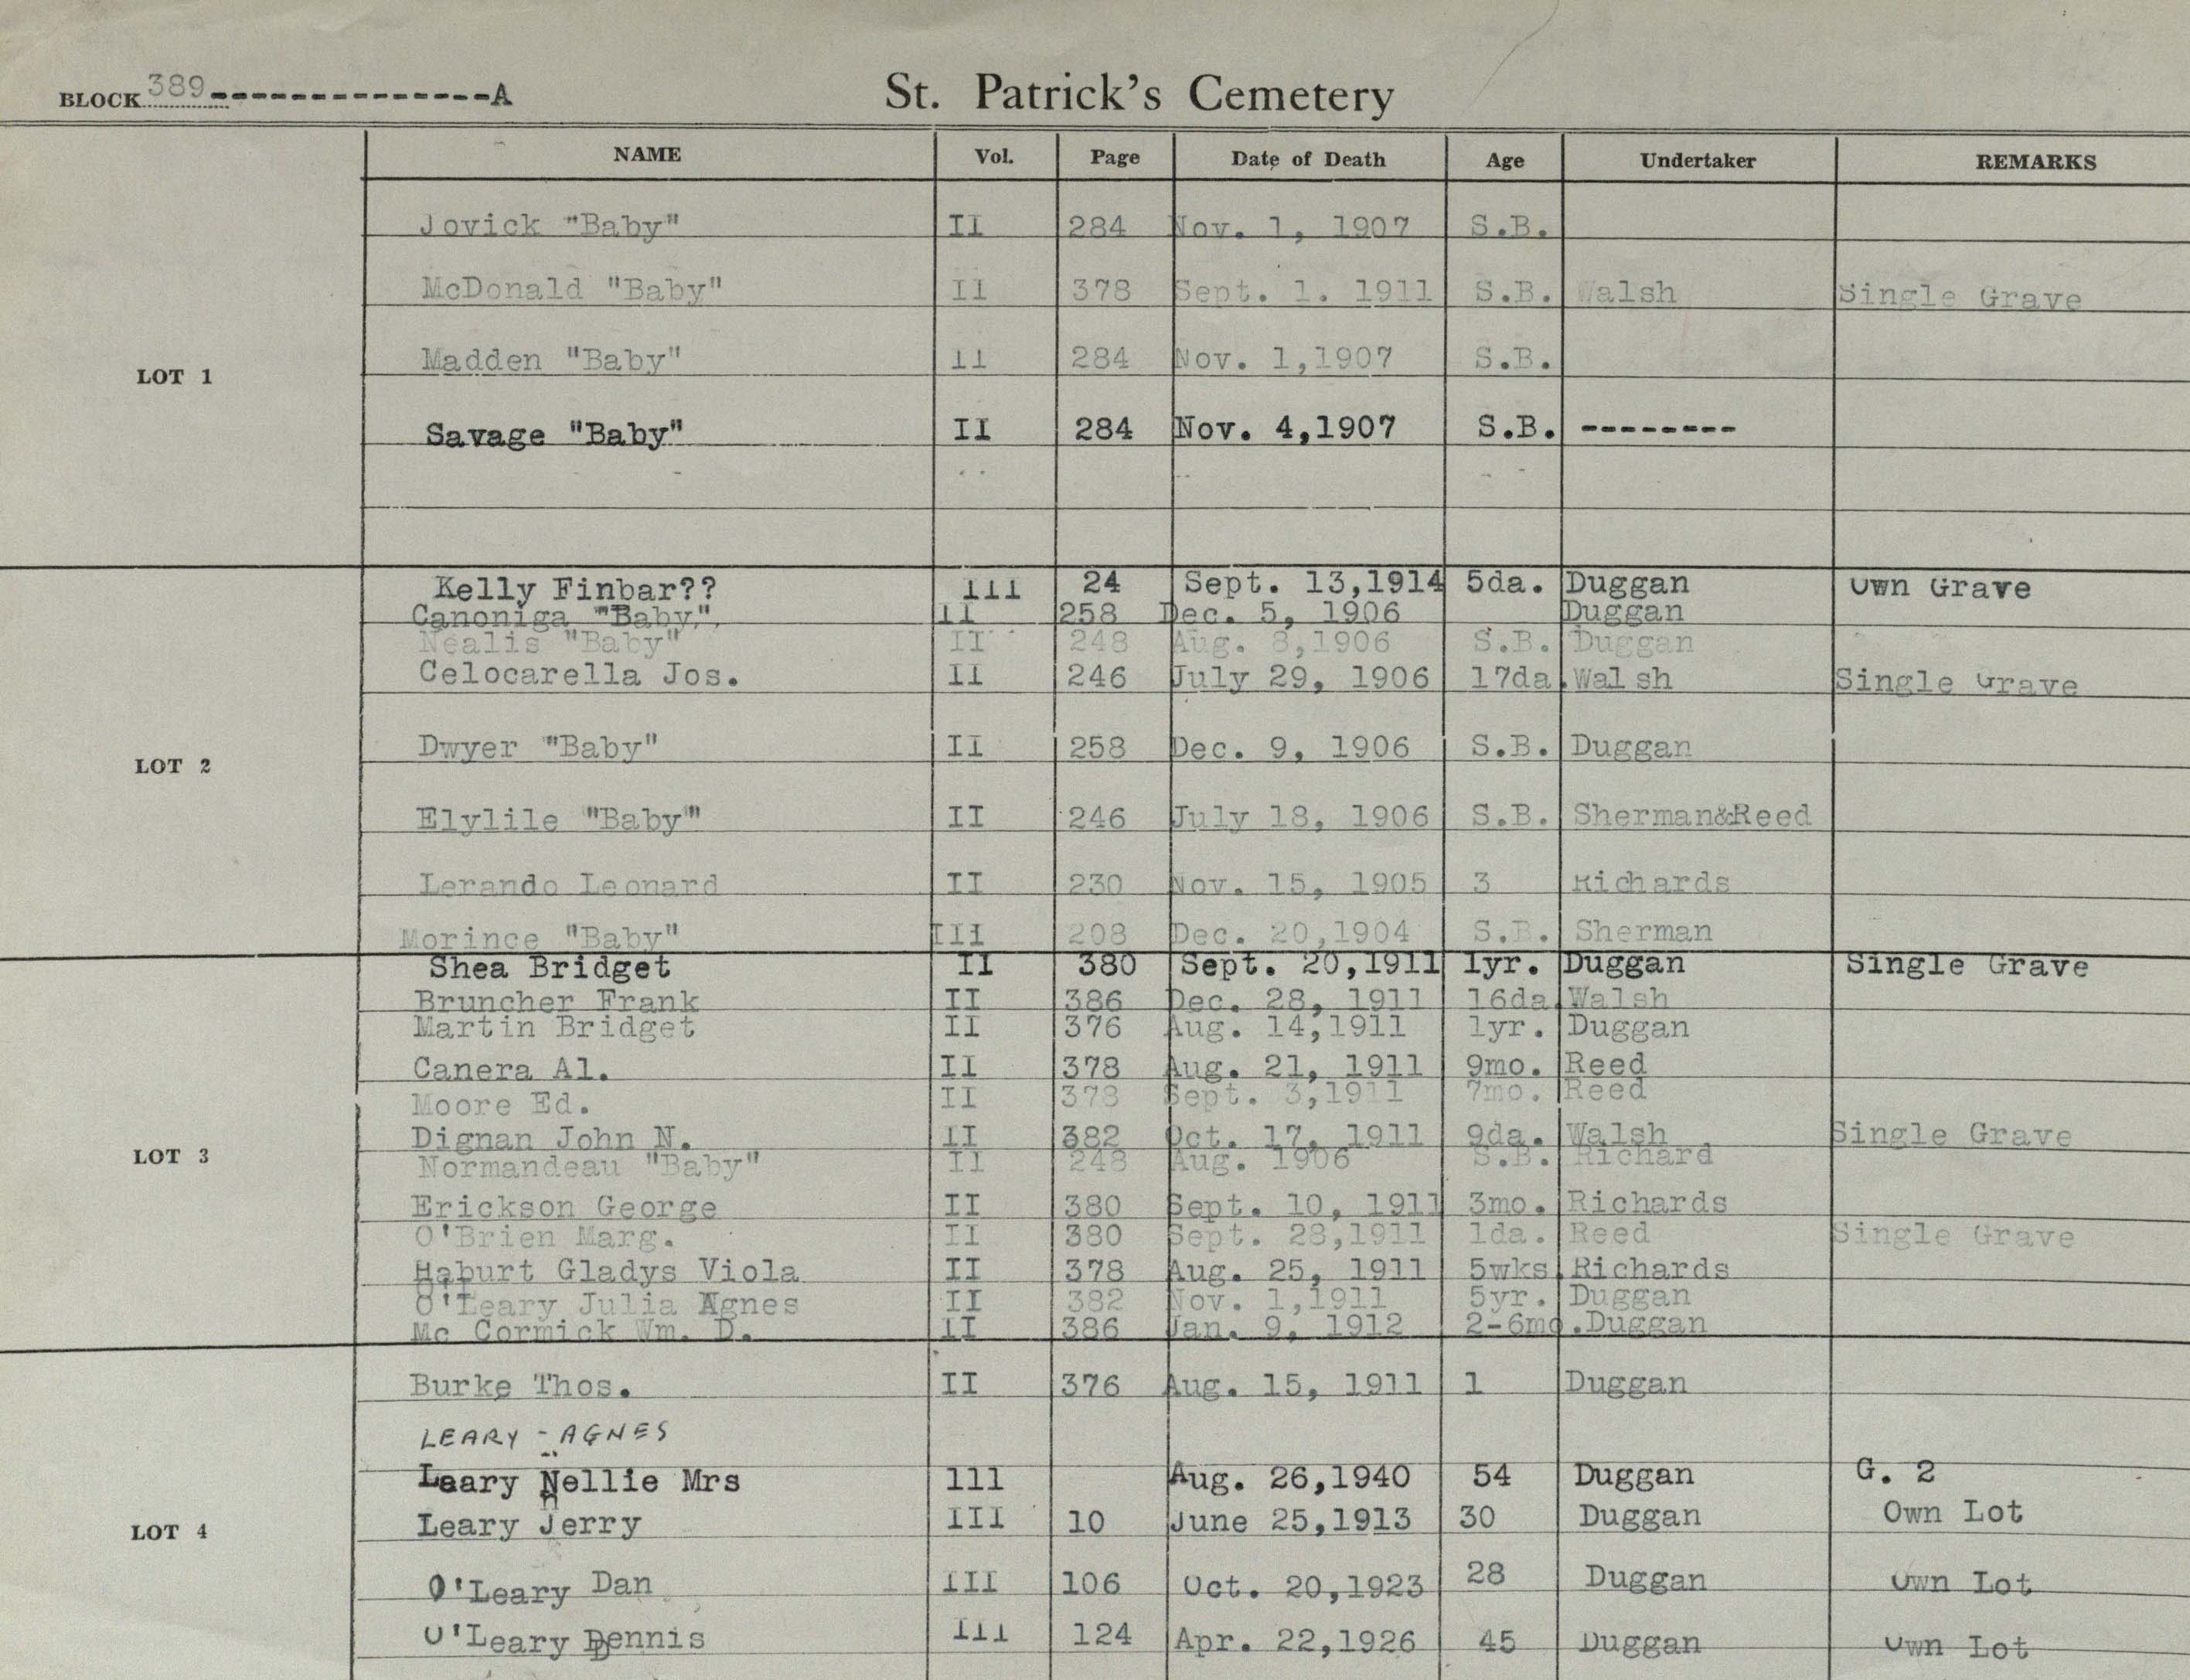 BLOCK 389----------------A St. Patrick's Cemetery
NAME Vol. Page Date of Death Age Undertaker REMARKS
LOT 1
Jovick "Baby" II 284 Nov. 1, 1907 S.B.
McDonald "Baby" II 378 Sept. 1. 1911 S.B. Walsh Single Grave
Madden "Baby" II 284 Nov. 1,1907 S.B.
Savage "Baby" II 284 Nov. 4,1907 S.B. --------
LOT 2
Kelly Finbar?? III 24 Sept. 13,1914 5da. Duggan Own Grave
Canoniga "Baby" II 258 Dec. 5, 1906 Duggan
Nealis "Baby" II 248 Aug. 8,1906 S.B. Duggan
Celocarella Jos. II 246 July 29, 1906 17da. Walsh Single Grave
Dwyer "Baby" II 258 Dec. 9, 1906 S.B. Duggan
Elylile "Baby" II 246 July 18, 1906 S.B. Sherman&Reed
Lerando Leonard II 230 Nov. 15, 1905 3 Richards
Morince "Baby" III 208 Dec. 20,1904 S.B. Sherman
LOT 3
Shea Bridget II 380 Sept. 20,1911 1yr. Duggan Single Grave
Bruncher Frank II 386 Dec. 28, 1911 16da. Walsh
Martin Bridget II 376 Aug. 14,1911 1yr. Duggan
Canera Al. II 378 Aug. 21, 1911 9mo. Reed
Moore Ed. II 378 Sept. 3,1911 7mo. Reed
Dignan John N. II 382 Oct. 17, 1911 9da. Walsh Single Grave
Normandeau "Baby" II 248 Aug. 1906 S.B. Richard
Erickson George II 380 Sept. 10, 1911 3mo. Richards
O'Brien Marg. II 380 Sept. 28,1911 1da. Reed Single Grave
Haburt Gladys Viola II 378 Aug. 25, 1911 5wks. Richards
O'Leary Julia Agnes II 382 Nov. 1,1911 5yr. Duggan
Mc Cormick Wm. D. II 386 Jan. 9, 1912 2-6mo. Duggan
LOT 4
Burke Thos. II 376 Aug. 15, 1911 1 Duggan
LEARY - AGNES
Leary Nellie Mrs 111 Aug. 26,1940 54 Duggan G. 2
Leary Jerry III 10 June 25,1913 30 Duggan Own Lot
O'Leary Dan III 106 Oct. 20,1923 28 Duggan Own Lot
O'Leary Dennis III 124 Apr. 22,1926 45 Duggan Own Lot